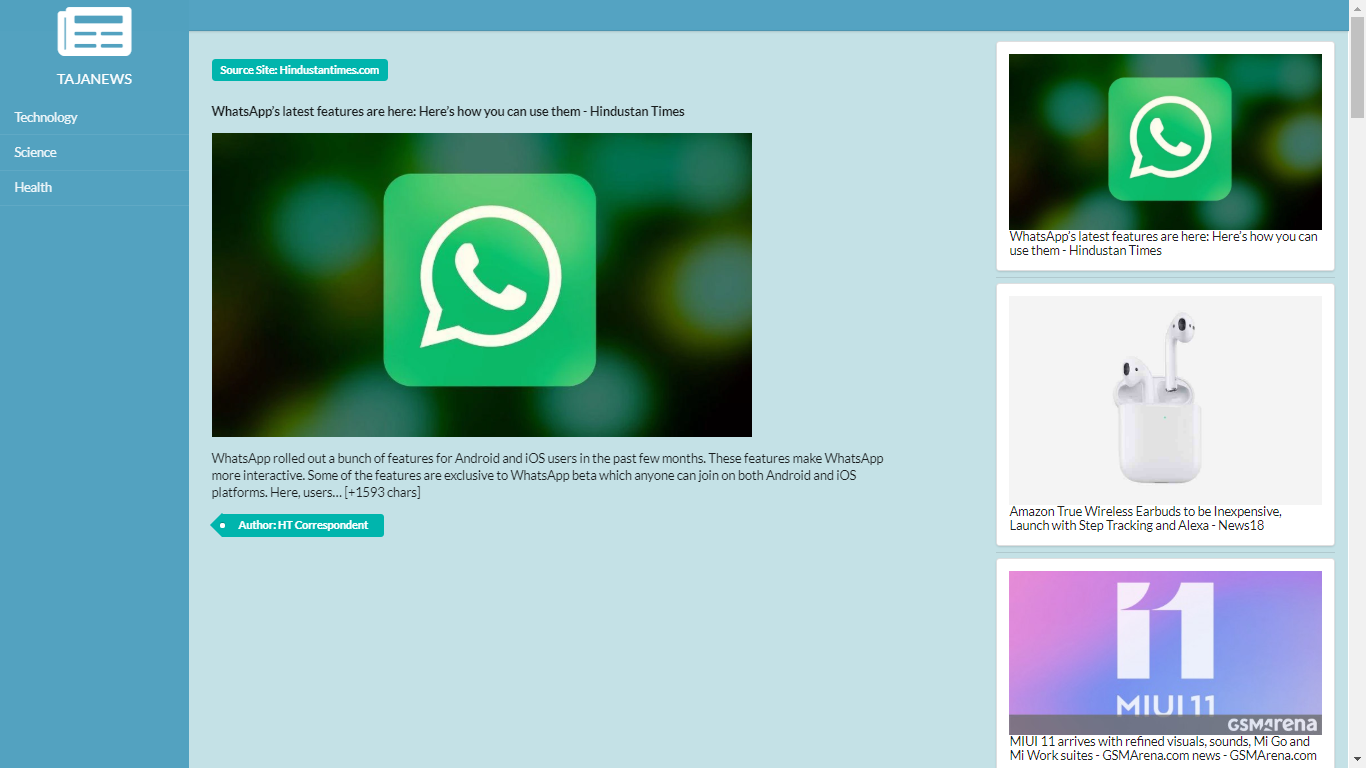 TAJANEWS
Technology
Science
Health
Source Site: Hindustantimes.com
WhatsApp’s latest features are here: Here’s how you can use them - Hindustan Times
WhatsApp rolled out a bunch of features for Android and iOS users in the past few months. These features make WhatsApp
more interactive. Some of the features are exclusive to WhatsApp beta which anyone can join on both Android and iOS
platforms. Here, users… [+1593 chars]
Author: HT Correspondent
WhatsApp’s latest features are here: Here’s how you can
use them - Hindustan Times
Amazon True Wireless Earbuds to be Inexpensive,
Launch with Step Tracking and Alexa - News18
11
MIUI 11
GSMArena
MIUI 11 arrives with refined visuals, sounds, Mi Go and
Mi Work suites - GSMArena.com news - GSMArena.com